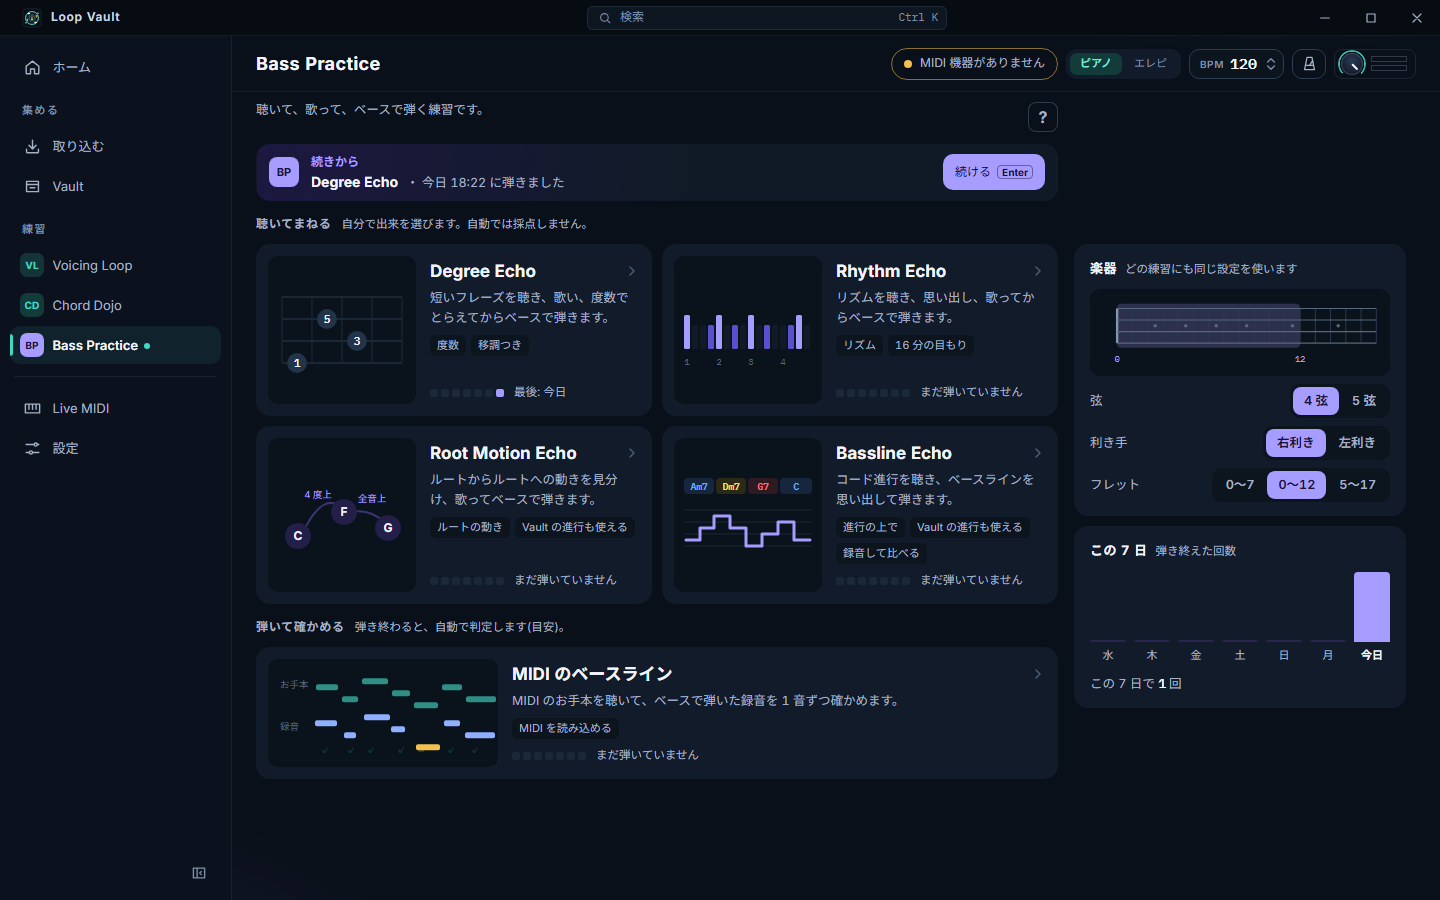 Loop Vault
検索
Ctrl K
ホーム
集める
取り込む
Vault
練習
VL
Voicing Loop
CD
Chord Dojo
BP
Bass Practice
Live MIDI
設定
Bass Practice
MIDI 機器がありません
ピアノ
エレピ
BPM 120
聴いて、歌って、ベースで弾く練習です。
?
BP
続きから
Degree Echo ・今日 18:22 に弾きました
続ける Enter
聴いてまねる 自分で出来を選びます。自動では採点しません。
5
3
1
Degree Echo
短いフレーズを聴き、歌い、度数で
とらえてからベースで弾きます。
度数
移調つき
最後: 今日
1 2 3 4
Rhythm Echo
リズムを聴き、思い出し、歌ってか
らベースで弾きます。
リズム
16 分の目もり
まだ弾いていません
4 度上
全音上
C
F
G
Root Motion Echo
ルートからルートへの動きを見分
け、歌ってベースで弾きます。
ルートの動き
Vault の進行も使える
まだ弾いていません
Am7 Dm7 G7 C
Bassline Echo
コード進行を聴き、ベースラインを
思い出して弾きます。
進行の上で
Vault の進行も使える
録音して比べる
まだ弾いていません
弾いて確かめる 弾き終わると、自動で判定します(目安)。
お手本
録音
MIDI のベースライン
MIDI のお手本を聴いて、ベースで弾いた録音を 1 音ずつ確かめます。
MIDI を読み込める
まだ弾いていません
楽器 どの練習にも同じ設定を使います
0 12
弦
4 弦
5 弦
利き手
右利き
左利き
フレット
0〜7
0〜12
5〜17
この 7 日 弾き終えた回数
水 木 金 土 日 月 今日
この 7 日で 1 回